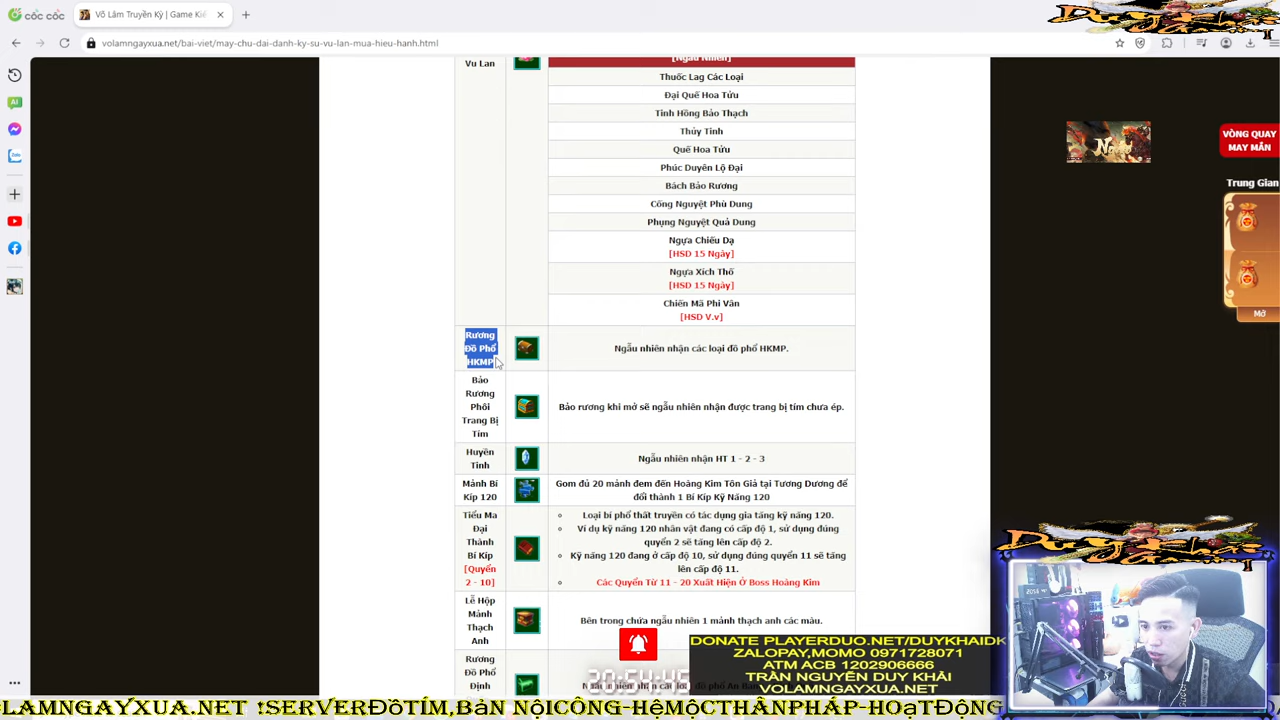 cốc cốc
Võ Lâm Truyền Kỳ | Game Kiế
volamngayxua.net/bai-viet/may-chu-dai-danh-ky-su-vu-lan-mua-hieu-hanh.html
Duy Khải
Vu Lan
[Ngẫu Nhiên]
Thuốc Lag Các Loại
Đại Quế Hoa Tửu
Tinh Hồng Bảo Thạch
Thủy Tinh
Quế Hoa Tửu
Phúc Duyên Lộ Đại
Bách Bảo Rương
Cống Nguyệt Phù Dung
Phụng Nguyệt Quả Dung
Ngựa Chiếu Dạ
[HSD 15 Ngày]
Ngựa Xích Thố
[HSD 15 Ngày]
Chiến Mã Phi Vân
[HSD V.v]
Rương
Đồ Phổ
HKMP
Ngẫu nhiên nhận các loại đồ phổ HKMP.
Bảo
Rương
Phôi
Trang Bị
Tím
Bảo rương khi mở sẽ ngẫu nhiên nhận được trang bị tím chưa ép.
Huyền
Tinh
Ngẫu nhiên nhận HT 1 - 2 - 3
Mảnh Bí
Kíp 120
Gom đủ 20 mảnh đem đến Hoàng Kim Tôn Giả tại Tương Dương để
đổi thành 1 Bí Kíp Kỹ Năng 120
Tiểu Ma
Đại
Thành
Bí Kíp
[Quyển
2 - 10]
Loại bí phổ thất truyền có tác dụng gia tăng kỹ năng 120.
Ví dụ kỹ năng 120 nhân vật đang có cấp độ 1, sử dụng đúng
quyển 2 sẽ tăng lên cấp độ 2.
Kỹ năng 120 đang ở cấp độ 10, sử dụng đúng quyển 11 sẽ tăng
lên cấp độ 11.
Các Quyển Từ 11 - 20 Xuất Hiện Ở Boss Hoàng Kim
Lễ Hộp
Mảnh
Thạch
Anh
Bên trong chứa ngẫu nhiên 1 mảnh thạch anh các màu.
Rương
Đồ Phổ
Định
VÒNG QUAY
MAY MẮN
Trung Gian
Mở
DONATE PLAYERDUO.NET/DUYKHAIDK
ZALOPAY,MOMO 0971728071
ATM ACB 1202906666
TRẦN NGUYỄN DUY KHẢI
VOLAMNGAYXUA.NET
LAMNGAYXUA.NET !SERVER ĐồTÍM,BảN NỘICÔNG-HệMỘCTHÂNPHÁP-HOạTĐỘNG